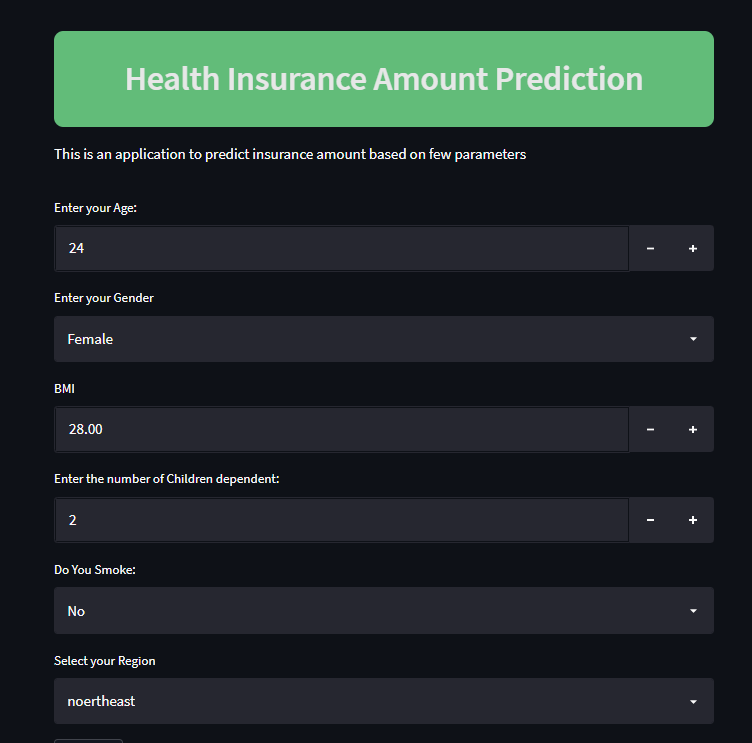 Health Insurance Amount Prediction
This is an application to predict insurance amount based on few parameters
Enter your Age:
24
Enter your Gender
Female
BMI
28.00
Enter the number of Children dependent:
2
Do You Smoke:
No
Select your Region
noertheast